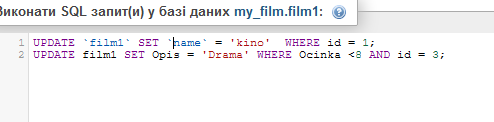 Виконати SQL запит(и) у базі даних my_film.film1:
1 UPDATE `film1` SET `name` = 'kino'  WHERE id = 1;
2 UPDATE film1 SET Opis = 'Drama' WHERE Ocinka <8 AND id = 3;